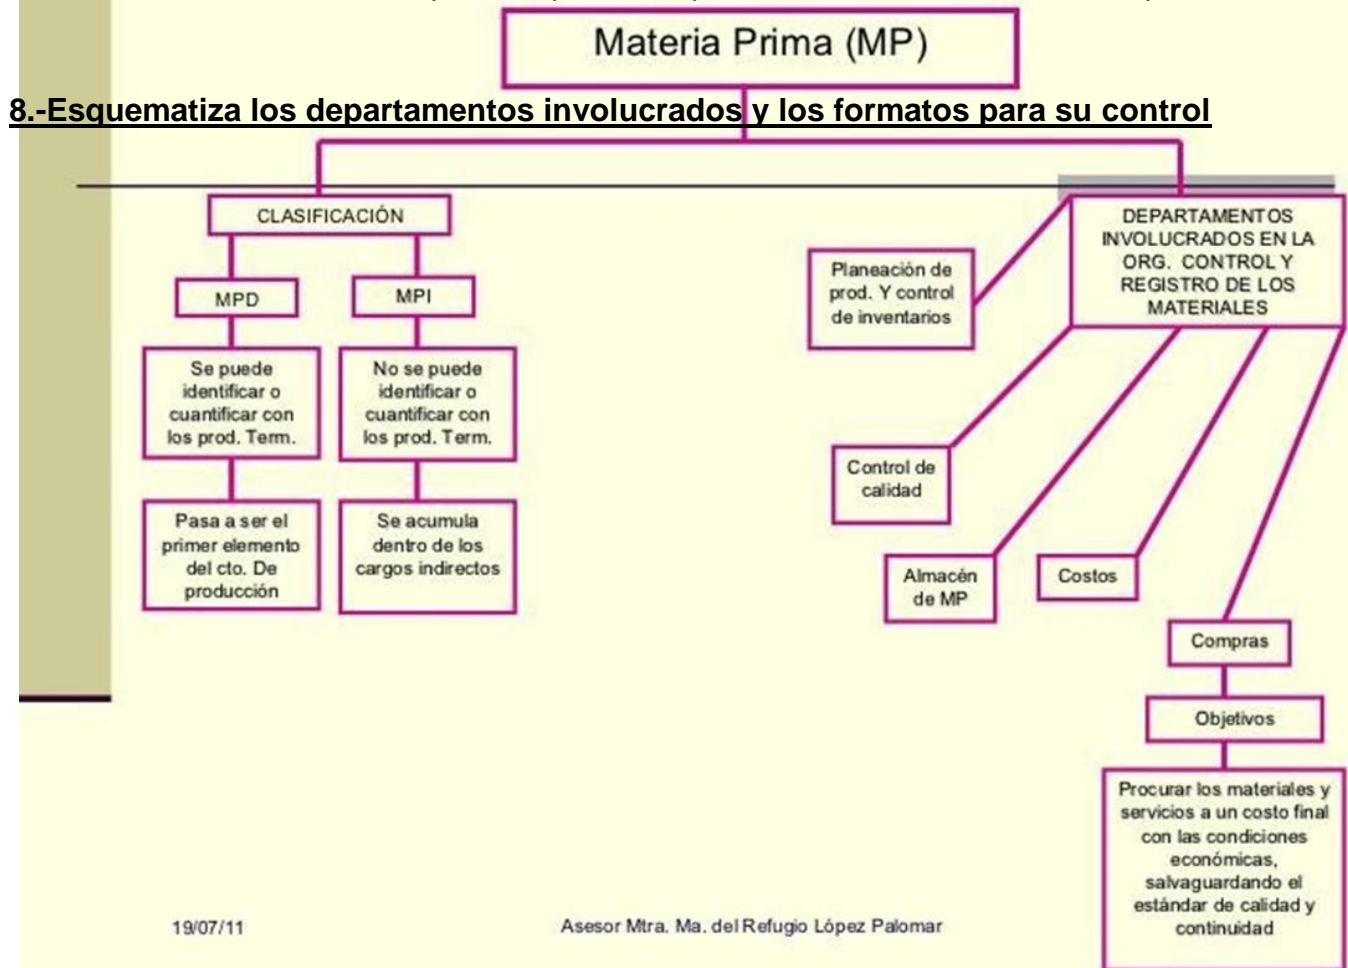 Materia Prima (MP)
8.-Esquematiza los departamentos involucrados y los formatos para su control
CLASIFICACIÓN
MPD
Se puede
identificar o
cuantificar con
los prod. Term.
Pasa a ser el
primer elemento
del cto. De
producción
MPI
No se puede
identificar o
cuantificar con
los prod. Term.
Se acumula
dentro de los
cargos indirectos
DEPARTAMENTOS
INVOLUCRADOS EN LA
ORG. CONTROL Y
REGISTRO DE LOS
MATERIALES
Planeación de
prod. Y control
de inventarios
Control de
calidad
Almacén
de MP
Costos
Compras
Objetivos
Procurar los materiales y
servicios a un costo final
con las condiciones
económicas,
salvaguardando el
estándar de calidad y
continuidad
19/07/11
Asesor Mtra. Ma. del Refugio López Palomar